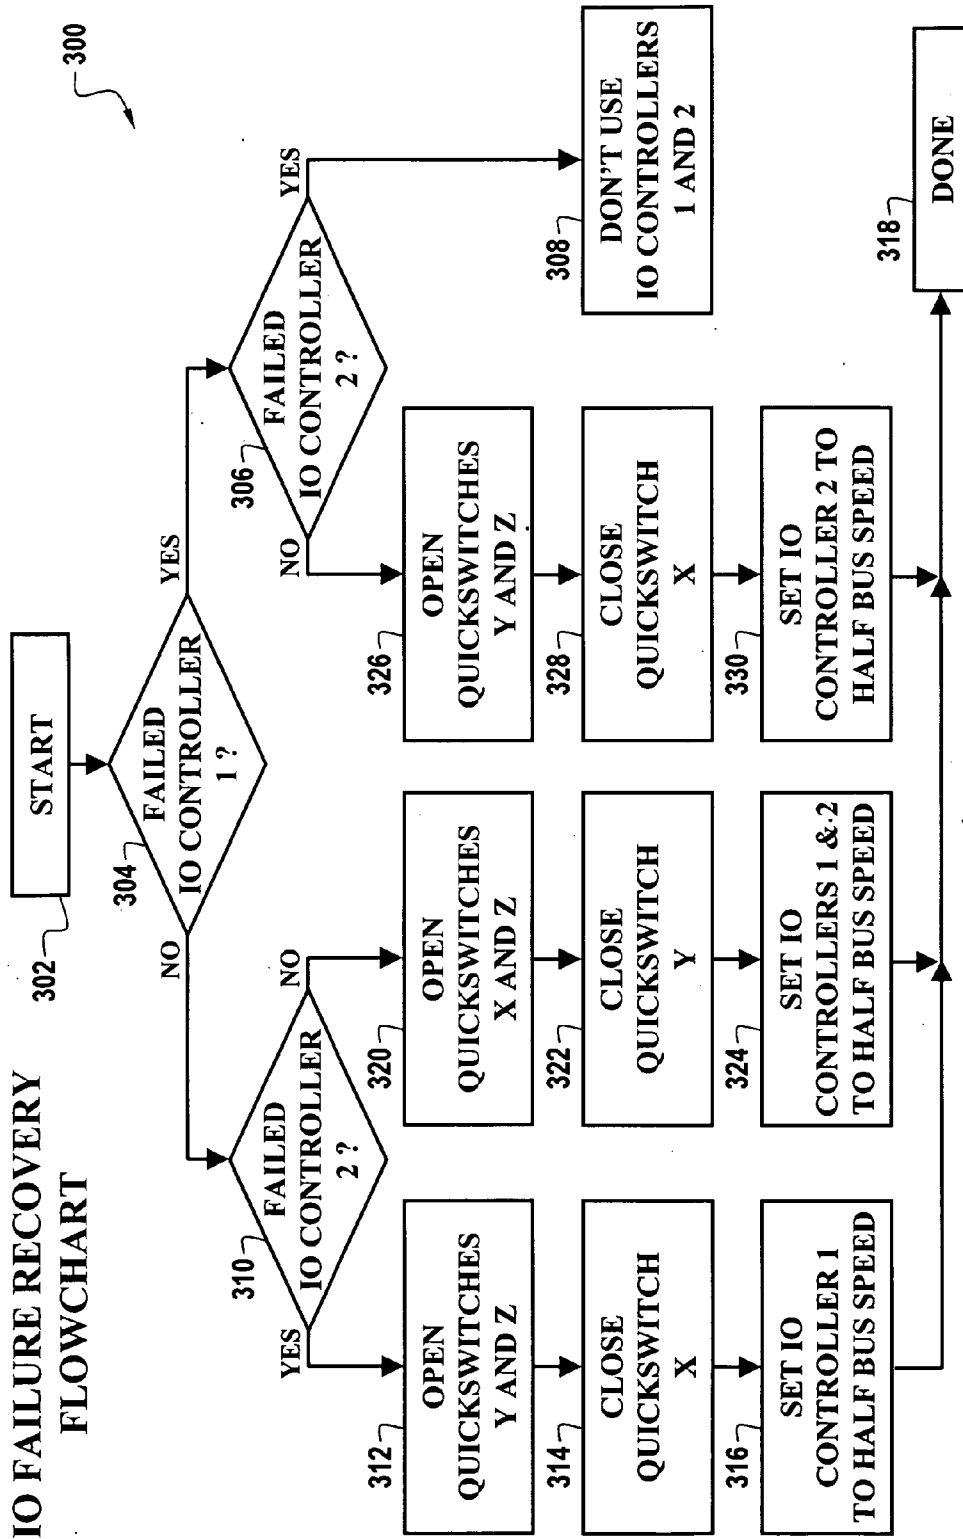 IO FAILURE RECOVERY
FLOWCHART
300
START
302
FAILED
IO CONTROLLER
1 ?
304
NO
YES
FAILED
IO CONTROLLER
2 ?
310
YES
NO
FAILED
IO CONTROLLER
2 ?
306
NO
YES
OPEN
QUICKSWITCHES
Y AND Z
312
CLOSE
QUICKSWITCH
X
314
SET IO
CONTROLLER 1
TO HALF BUS SPEED
316
OPEN
QUICKSWITCHES
X AND Z
320
CLOSE
QUICKSWITCH
Y
322
SET IO
CONTROLLERS 1 & 2
TO HALF BUS SPEED
324
OPEN
QUICKSWITCHES
Y AND Z
326
CLOSE
QUICKSWITCH
X
328
SET IO
CONTROLLER 2 TO
HALF BUS SPEED
330
DON'T USE
IO CONTROLLERS
1 AND 2
308
DONE
318